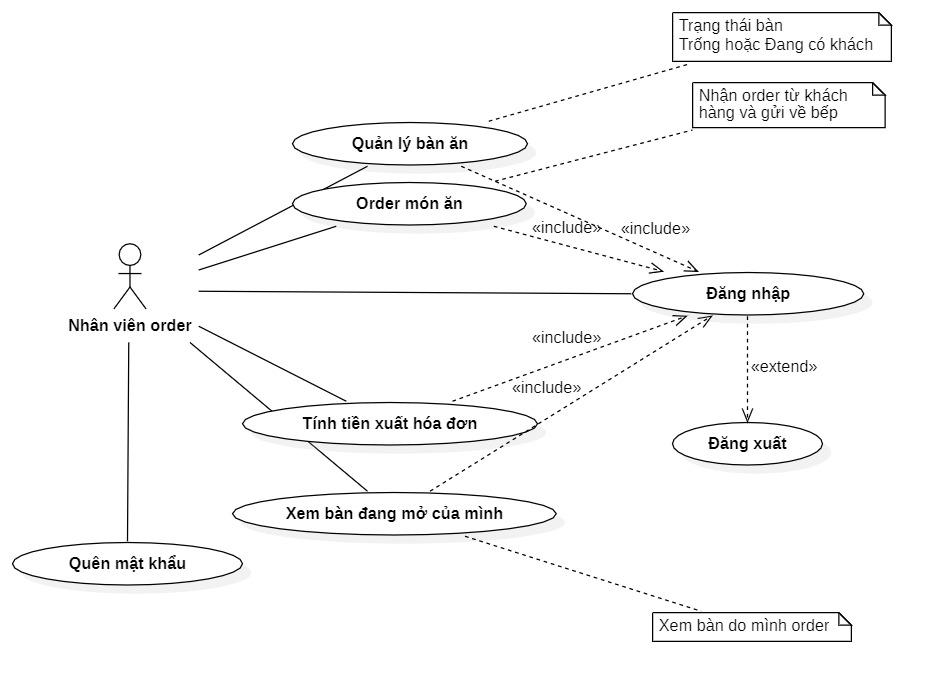 Trạng thái bàn
Trống hoặc Đang có khách
Nhận order từ khách
hàng và gửi về bếp
Quản lý bàn ăn
Order món ăn
«include»
«include»
Đăng nhập
Nhân viên order
«include»
«extend»
«include»
Tính tiền xuất hóa đơn
Đăng xuất
Xem bàn đang mở của mình
Quên mật khẩu
Xem bàn do mình order